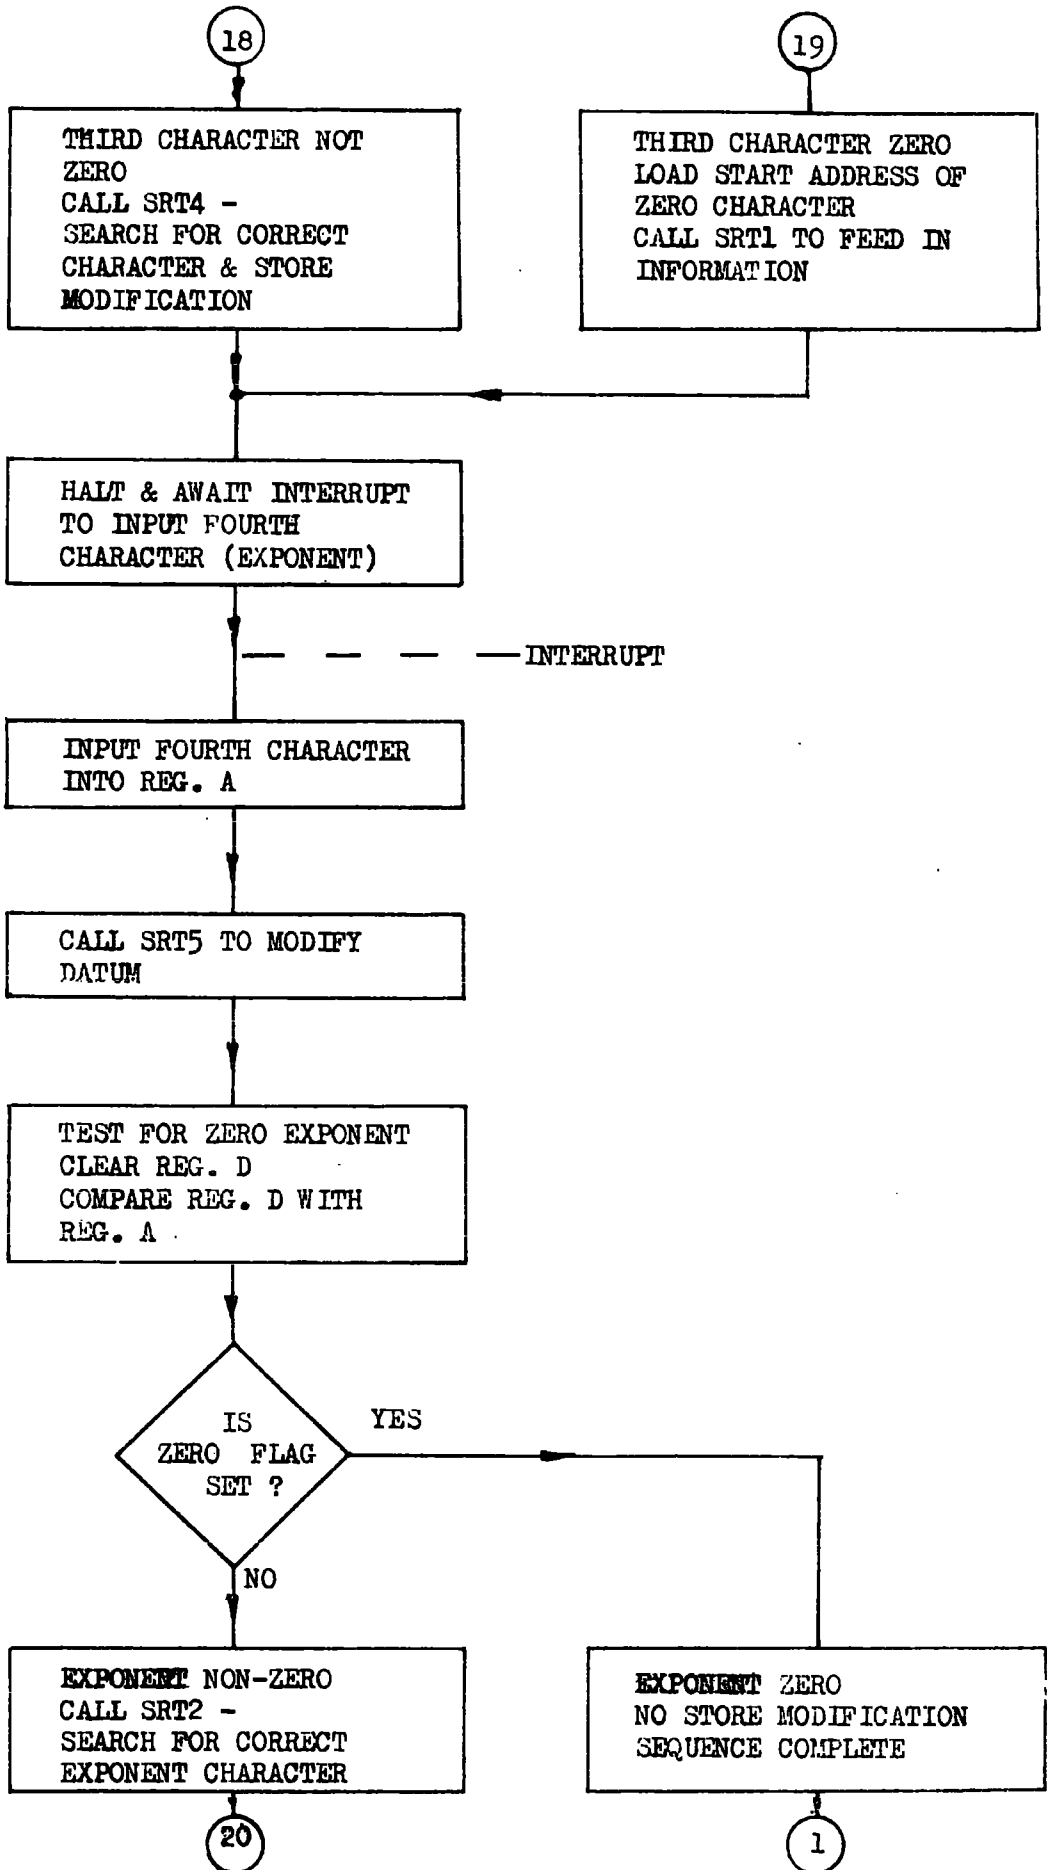 18
THIRD CHARACTER NOT
ZERO
CALL SRT4 -
SEARCH FOR CORRECT
CHARACTER & STORE
MODIFICATION
19
THIRD CHARACTER ZERO
LOAD START ADDRESS OF
ZERO CHARACTER
CALL SRT1 TO FEED IN
INFORMATION
HALT & AWAIT INTERRUPT
TO INPUT FOURTH
CHARACTER (EXPONENT)
INTERRUPT
INPUT FOURTH CHARACTER
INTO REG. A
CALL SRT5 TO MODIFY
DATUM
TEST FOR ZERO EXPONENT
CLEAR REG. D
COMPARE REG. D WITH
REG. A
IS
ZERO FLAG
SET ?
YES
NO
EXPONENT NON-ZERO
CALL SRT2 -
SEARCH FOR CORRECT
EXPONENT CHARACTER
20
EXPONENT ZERO
NO STORE MODIFICATION
SEQUENCE COMPLETE
1